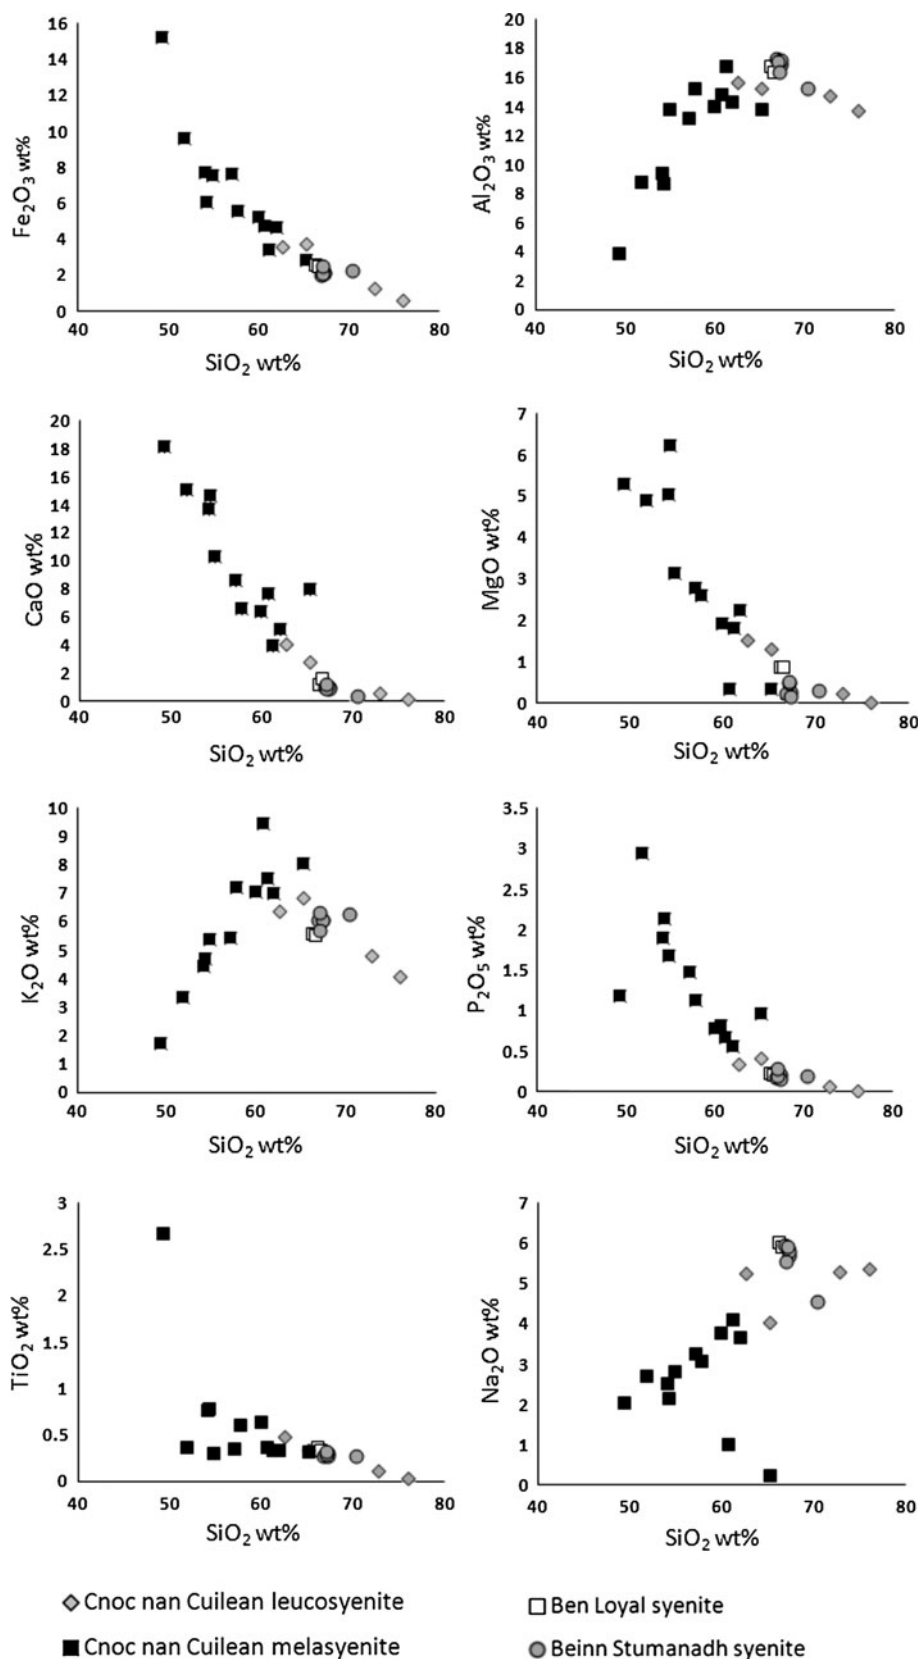 16
14
12
10
8
6
4
2
0
Fe₂O₃ wt%
40 50 60 70 80
SiO₂ wt%
20
18
16
14
12
10
8
6
4
2
0
Al₂O₃ wt%
40 50 60 70 80
SiO₂ wt%
20
18
16
14
12
10
8
6
4
2
0
CaO wt%
40 50 60 70 80
SiO₂ wt%
7
6
5
4
3
2
1
0
MgO wt%
40 50 60 70 80
SiO₂ wt%
10
9
8
7
6
5
4
3
2
1
0
K₂O wt%
40 50 60 70 80
SiO₂ wt%
3.5
3
2.5
2
1.5
1
0.5
0
P₂O₅ wt%
40 50 60 70 80
SiO₂ wt%
3
2.5
2
1.5
1
0.5
0
TiO₂ wt%
40 50 60 70 80
SiO₂ wt%
7
6
5
4
3
2
1
0
Na₂O wt%
40 50 60 70 80
SiO₂ wt%
Cnoc nan Cuilean leucosyenite
Ben Loyal syenite
Cnoc nan Cuilean melasyenite
Beinn Stumanadh syenite